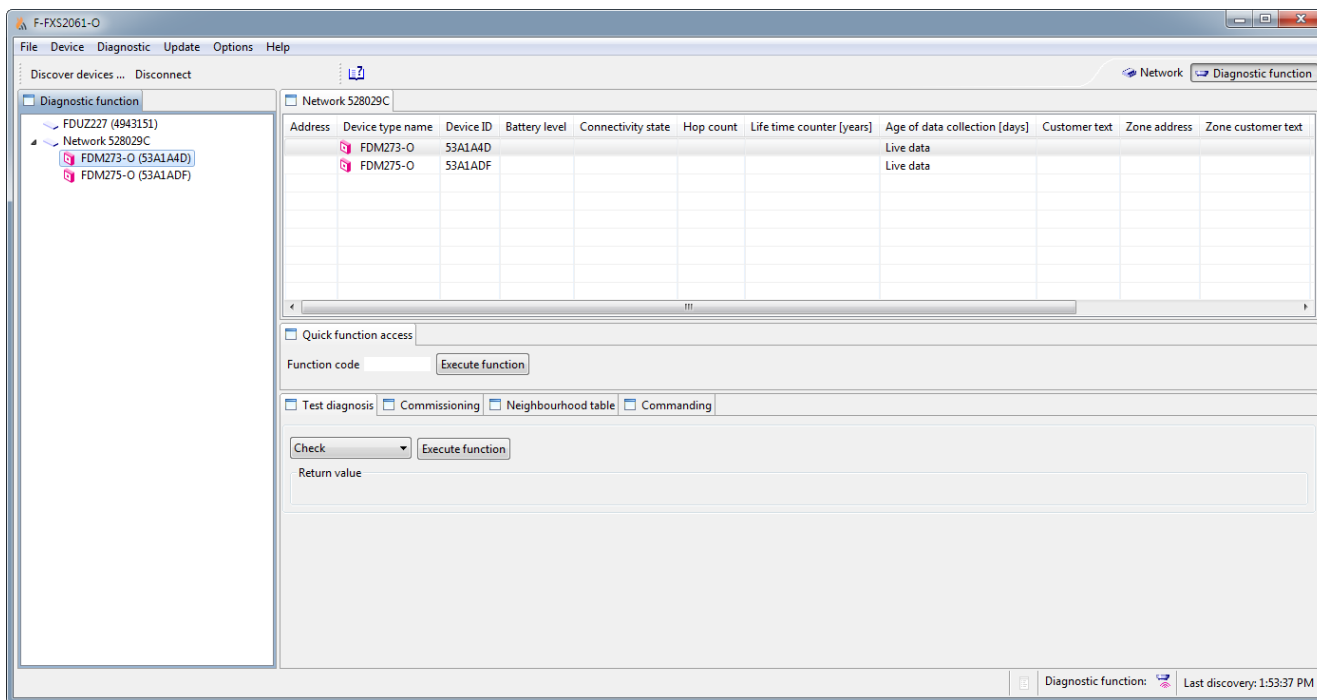 F-FXS2061-O
File Device Diagnostic Update Options Help
Discover devices ... Disconnect
Network Diagnostic function
Diagnostic function
FDUZ227 (4943151)
Network 528029C
FDM273-O (53A1A4D)
FDM275-O (53A1ADF)
Network 528029C
Address Device type name Device ID Battery level Connectivity state Hop count Life time counter [years] Age of data collection [days] Customer text Zone address Zone customer text
FDM273-O 53A1A4D Live data
FDM275-O 53A1ADF Live data
Quick function access
Function code Execute function
Test diagnosis Commissioning Neighbourhood table Commanding
Check Execute function
Return value
Diagnostic function: Last discovery: 1:53:37 PM